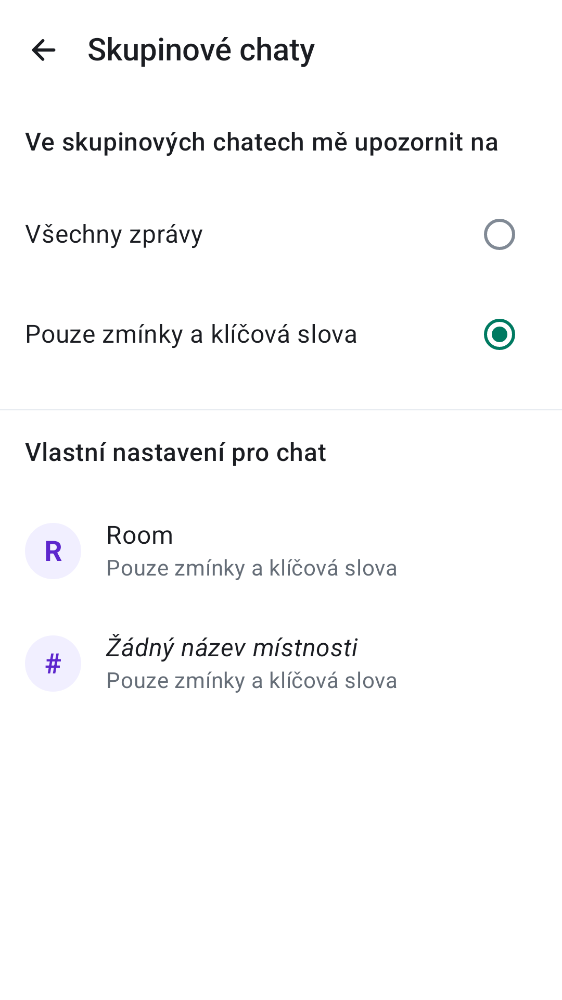 Skupinové chaty
Ve skupinových chatech mě upozornit na
Všechny zprávy
Pouze zmínky a klíčová slova
Vlastní nastavení pro chat
R
Room
Pouze zmínky a klíčová slova
#
Žádný název místnosti
Pouze zmínky a klíčová slova